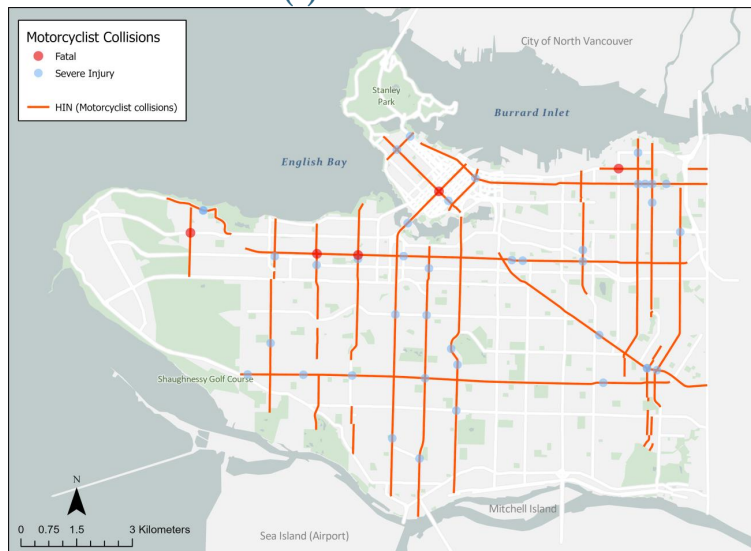 Motorcyclist Collisions
Fatal
Severe Injury
HIN (Motorcyclist collisions)
City of North Vancouver
Stanley
Park
Burrard Inlet
English Bay
Shaughnessy Golf Course
N
0 0.75 1.5 3 Kilometers
Mitchell Island
Sea Island (Airport)